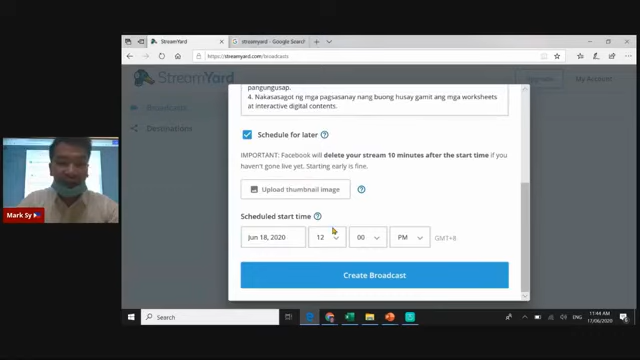 StreamYard
streamyard - Google Search
https://streamyard.com/broadcasts
StreamYard
Upgrade
My Account
Broadcasts
Destinations
pangungusap.
4. Nakasasagot ng mga pagsasanay nang buong husay gamit ang mga worksheets
at interactive digital contents.
Schedule for later
IMPORTANT: Facebook will delete your stream 10 minutes after the start time if you
haven't gone live yet. Starting early is fine.
Upload thumbnail image
Scheduled start time
Jun 18, 2020
12
00
PM
GMT+8
Create Broadcast
Mark Sy
Search
11:44 AM
17/06/2020